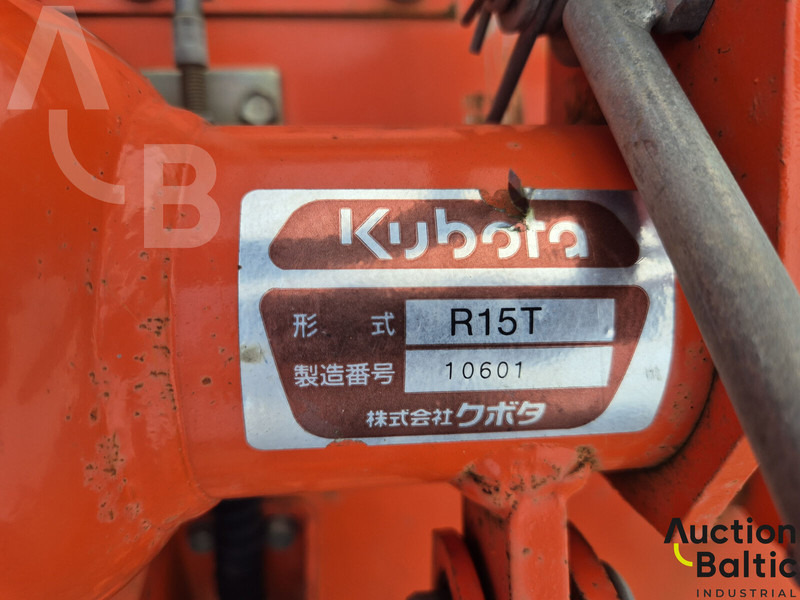 AB
Kubota
形 式 R15T
製造番号 10601
株式会社クボタ
Auction
Baltic
INDUSTRIAL